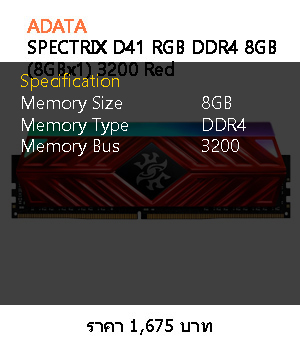 ADATA
SPECTRIX D41 RGB DDR4 8GB
(8GBx1) 3200 Red
Specification
Memory Size 8GB
Memory Type DDR4
Memory Bus 3200
ราคา 1,675 บาท